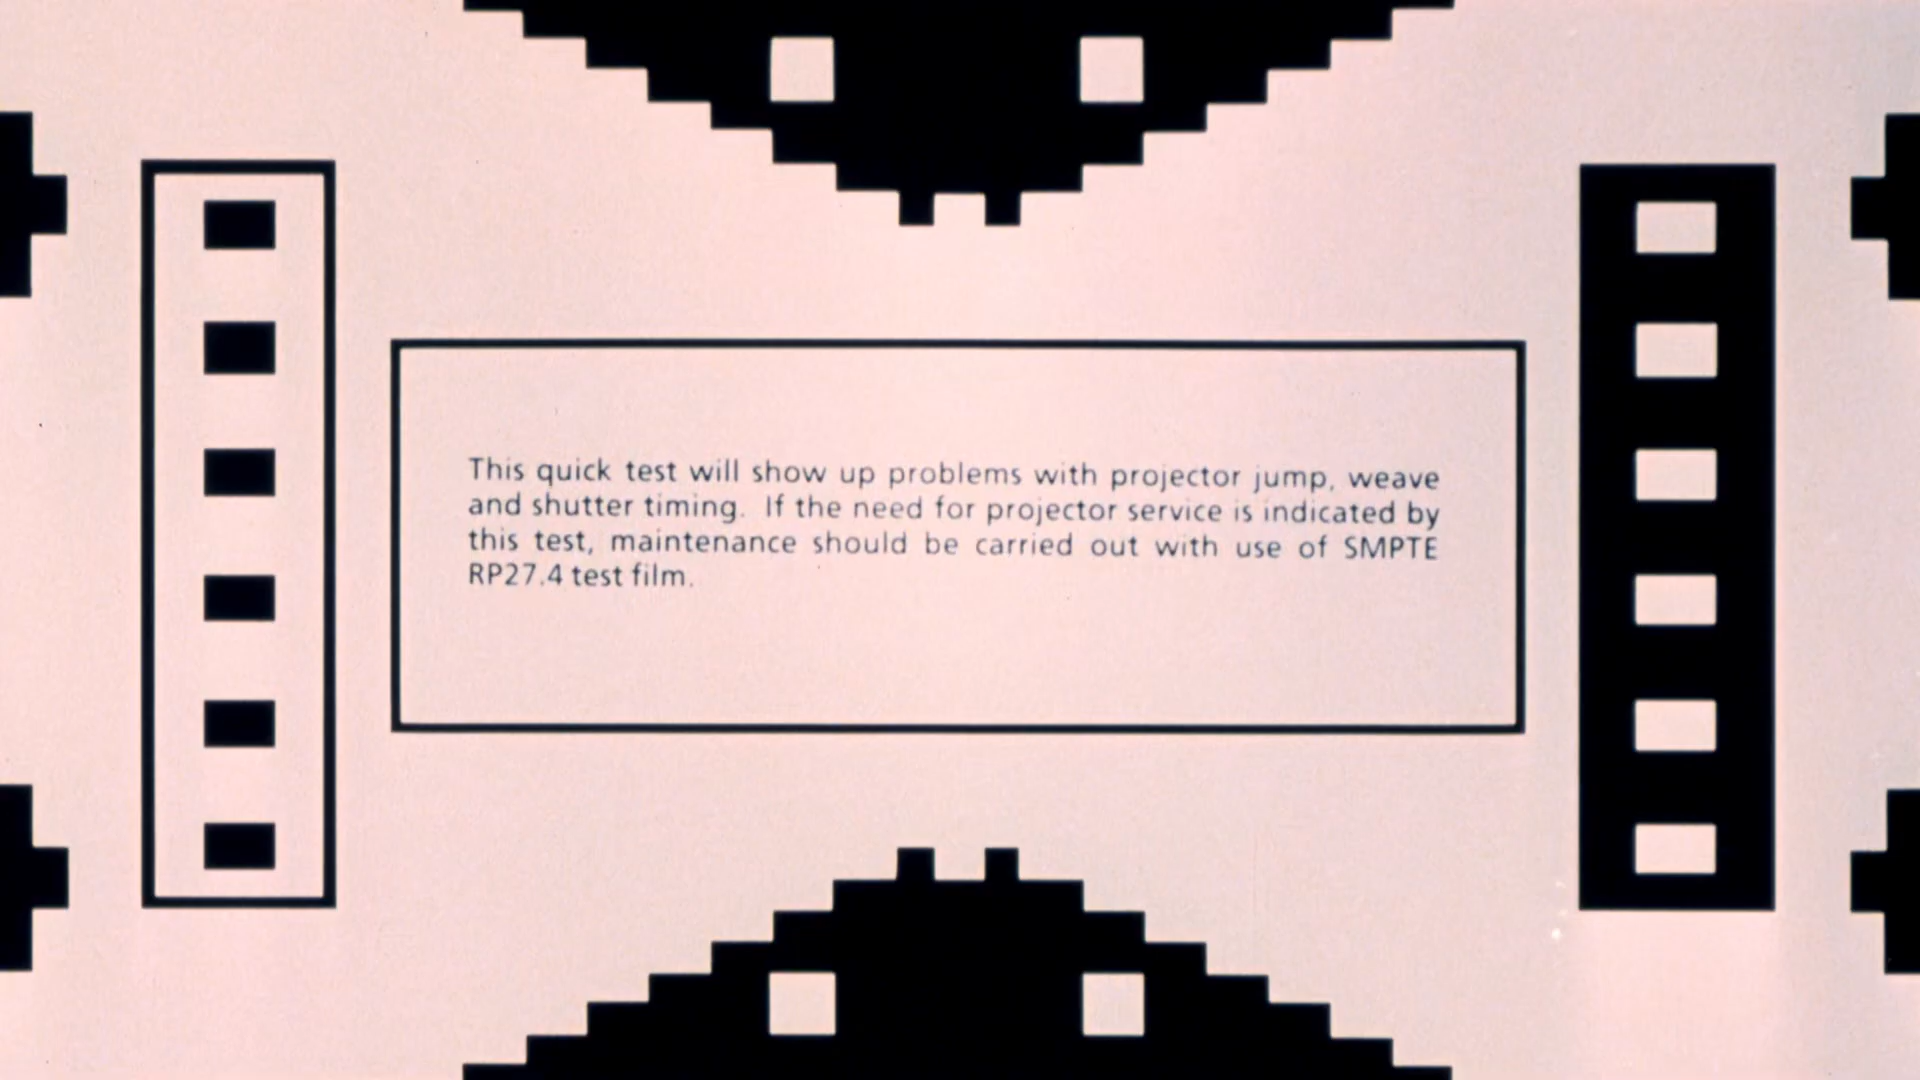 This quick test will show up problems with projector jump, weave
and shutter timing. If the need for projector service is indicated by
this test, maintenance should be carried out with use of SMPTE
RP27.4 test film.